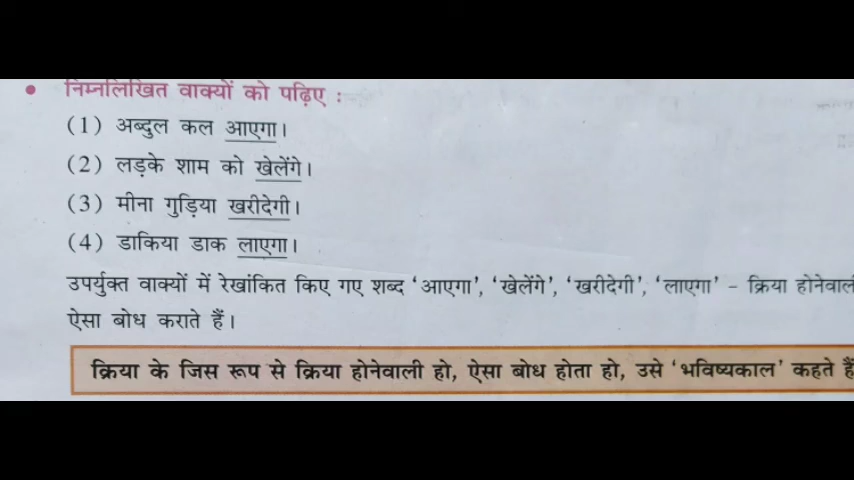 • निम्नलिखित वाक्यों को पढ़िए :
(1) अब्दुल कल आएगा।
(2) लड़के शाम को खेलेंगे।
(3) मीना गुड़िया खरीदेगी।
(4) डाकिया डाक लाएगा।
उपर्युक्त वाक्यों में रेखांकित किए गए शब्द ‘आएगा’, ‘खेलेंगे’, ‘खरीदेगी’, ‘लाएगा’ – क्रिया होनेवाली
ऐसा बोध कराते हैं।
क्रिया के जिस रूप से क्रिया होनेवाली हो, ऐसा बोध होता हो, उसे ‘भविष्यकाल’ कहते हैं